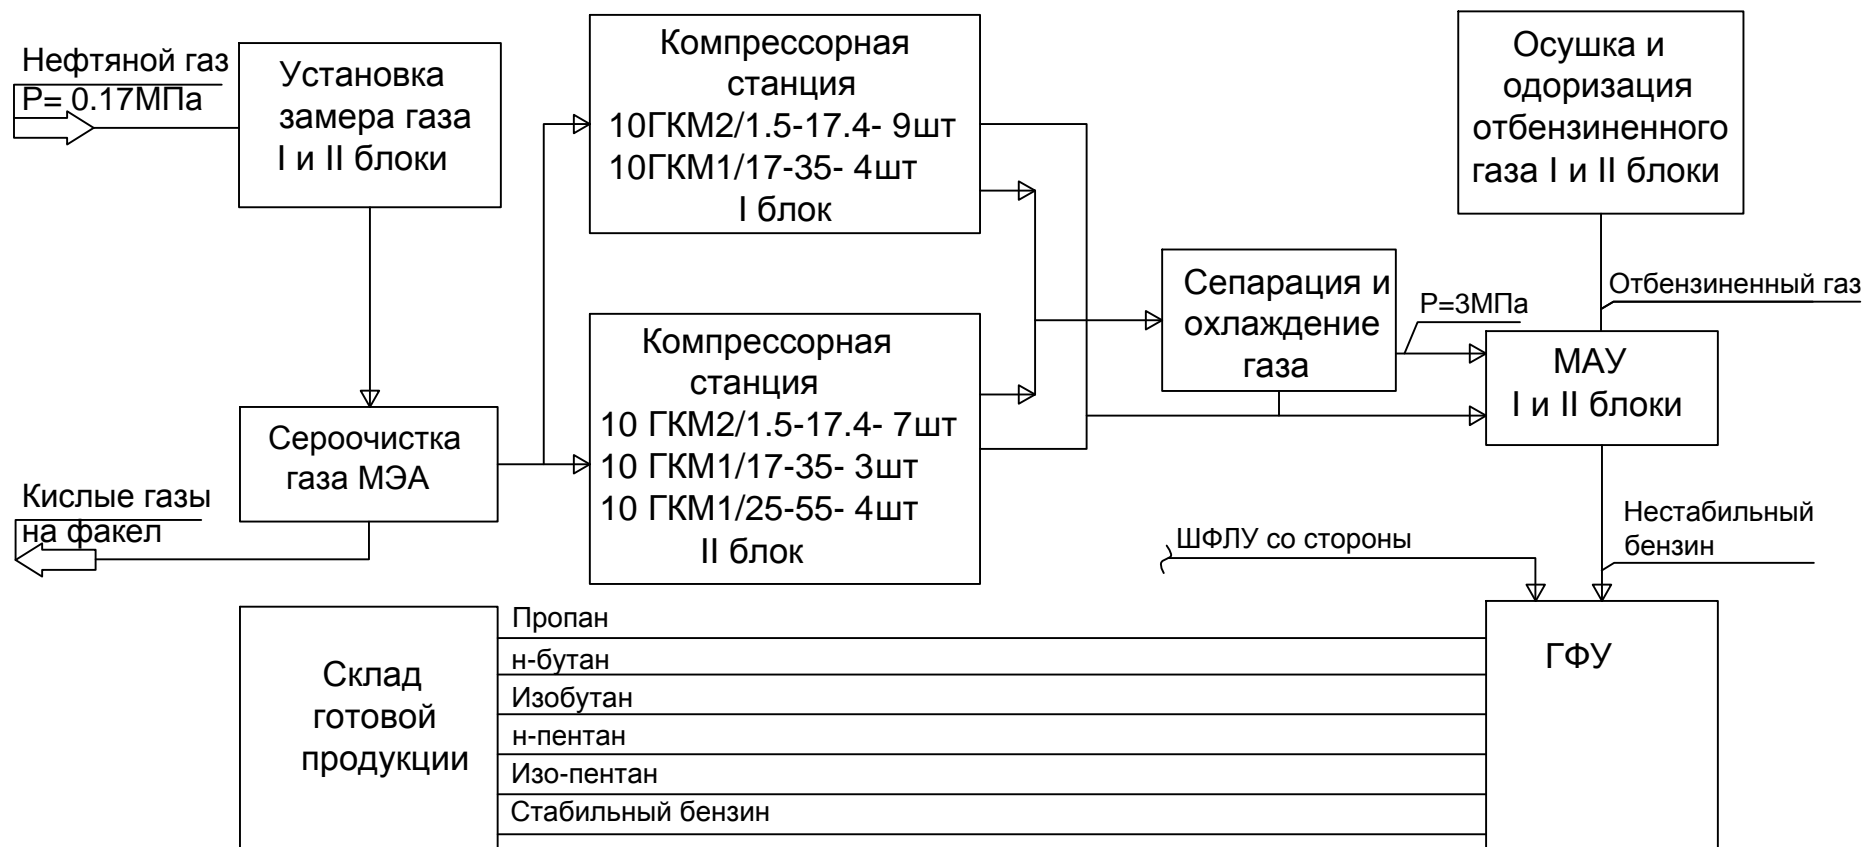 Нефтяной газ
P= 0.17МПа
Установка
замера газа
I и II блоки
Компрессорная
станция
10ГКМ2/1.5-17.4- 9шт
10ГКМ1/17-35- 4шт
I блок
Осушка и
одоризация
отбензиненного
газа I и II блоки
Отбензиненный газ
Сепарация и
охлаждение
газа
P=3МПа
МАУ
I и II блоки
Компрессорная
станция
10 ГКМ2/1.5-17.4- 7шт
10 ГКМ1/17-35- 3шт
10 ГКМ1/25-55- 4шт
II блок
Сероочистка
газа МЭА
Кислые газы
на факел
Нестабильный
бензин
ШФЛУ со стороны
Склад
готовой
продукции
Пропан
н-бутан
Изобутан
н-пентан
Изо-пентан
Стабильный бензин
ГФУ